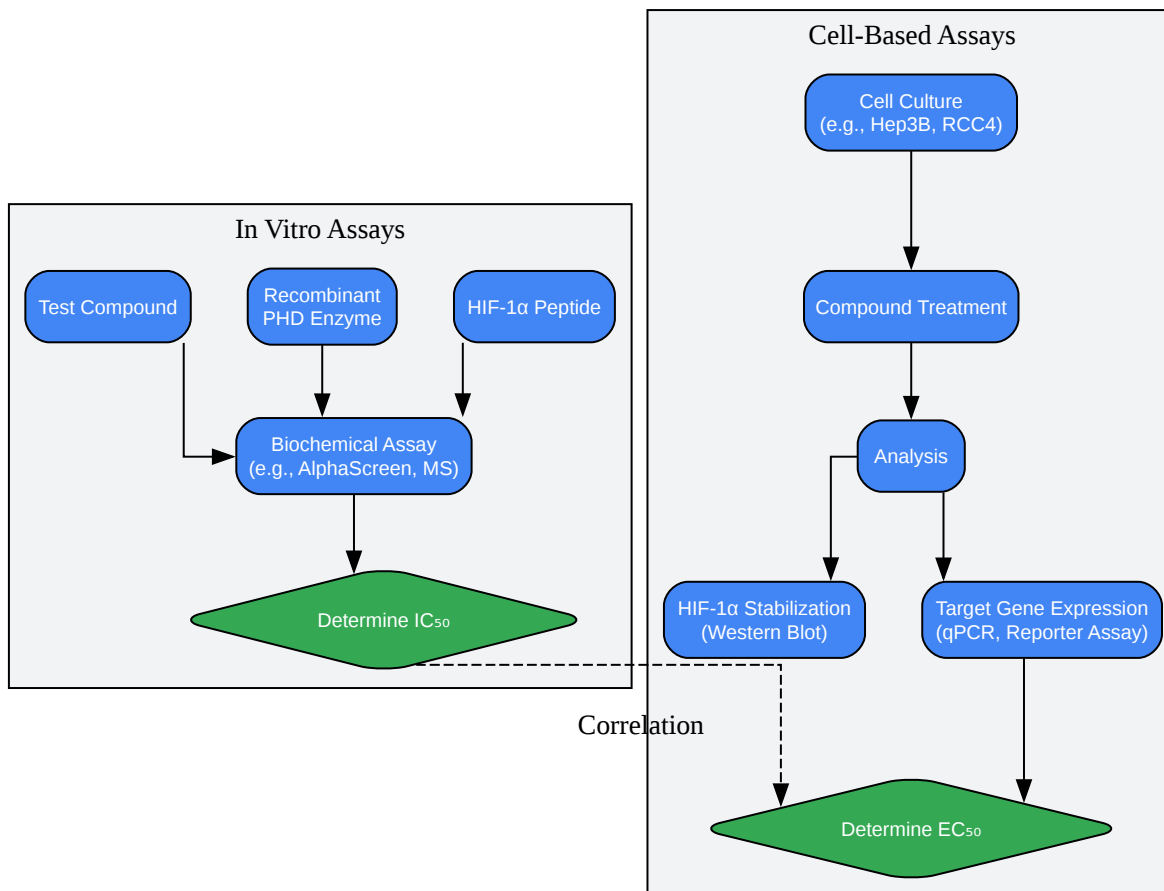 Cell-Based Assays
Cell Culture
(e.g., Hep3B, RCC4)
In Vitro Assays
Test Compound
Recombinant
PHD Enzyme
HIF-1α Peptide
Compound Treatment
Biochemical Assay
(e.g., AlphaScreen, MS)
Analysis
Determine IC₅₀
HIF-1α Stabilization
(Western Blot)
Target Gene Expression
(qPCR, Reporter Assay)
Correlation
Determine EC₅₀